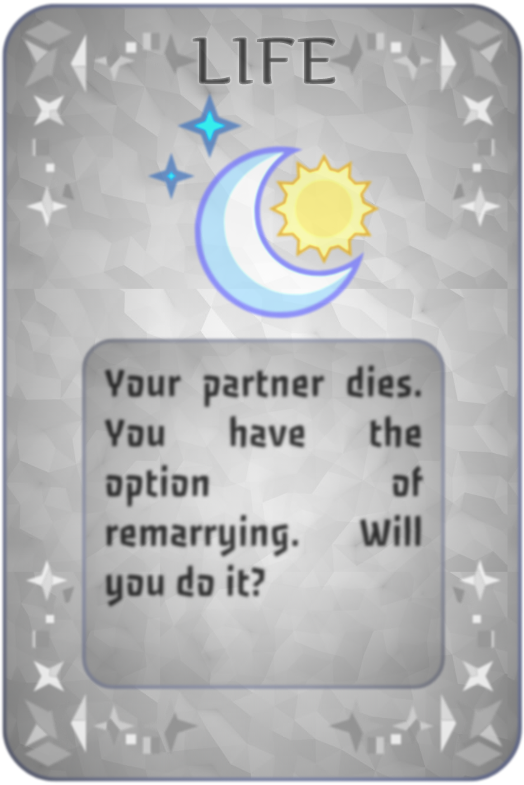 LIFE
Your partner dies.
You have the
option of
remarrying. Will
you do it?